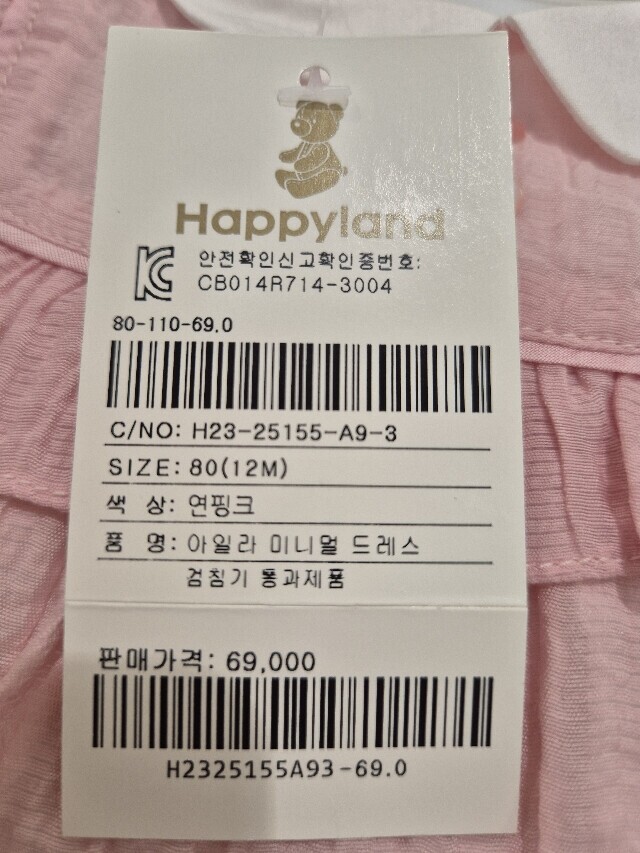 Happyland
안전확인신고확인증번호:
CB014R714-3004
80-110-69.0
C/NO: H23-25155-A9-3
SIZE: 80(12M)
색 상: 연핑크
품 명: 아일라 미니멀 드레스
검침기 통과제품
판매가격: 69,000
H2325155A93-69.0